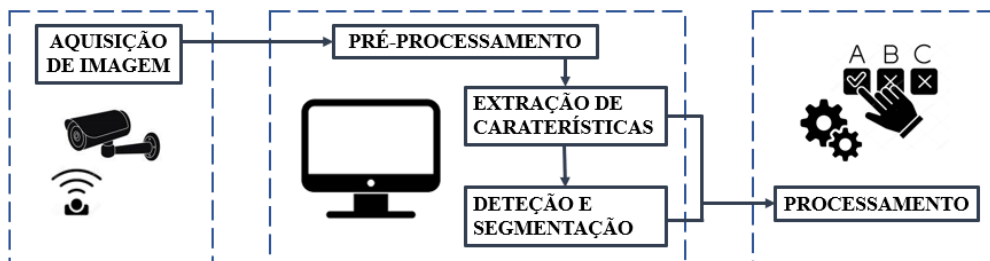 AQUISIÇÃO
DE IMAGEM
PRÉ-PROCESSAMENTO
EXTRAÇÃO DE
CARATERÍSTICAS
DETEÇÃO E
SEGMENTAÇÃO
A B C
PROCESSAMENTO